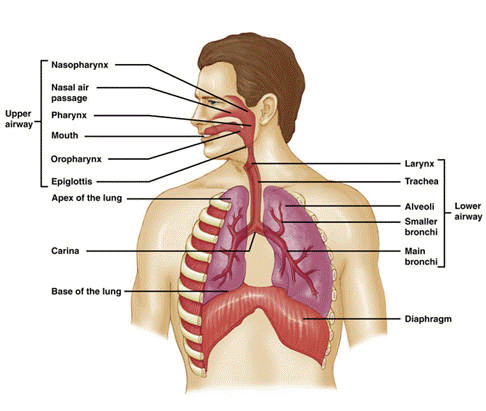 Nasopharynx
Nasal air
passage
Pharynx
Mouth
Oropharynx
Epiglottis
Upper
airway
Apex of the lung
Carina
Base of the lung
Larynx
Trachea
Alveoli
Smaller
bronchi
Main
bronchi
Lower
airway
Diaphragm